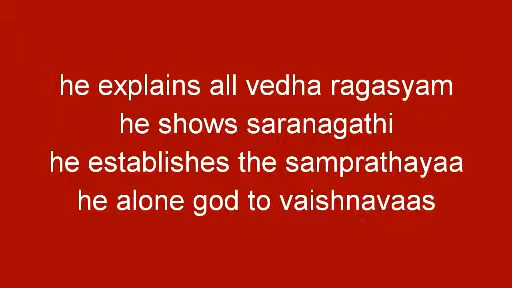 he explains all vedha ragasyam
he shows saranagathi
he establishes the samprathayaa
he alone god to vaishnavaas